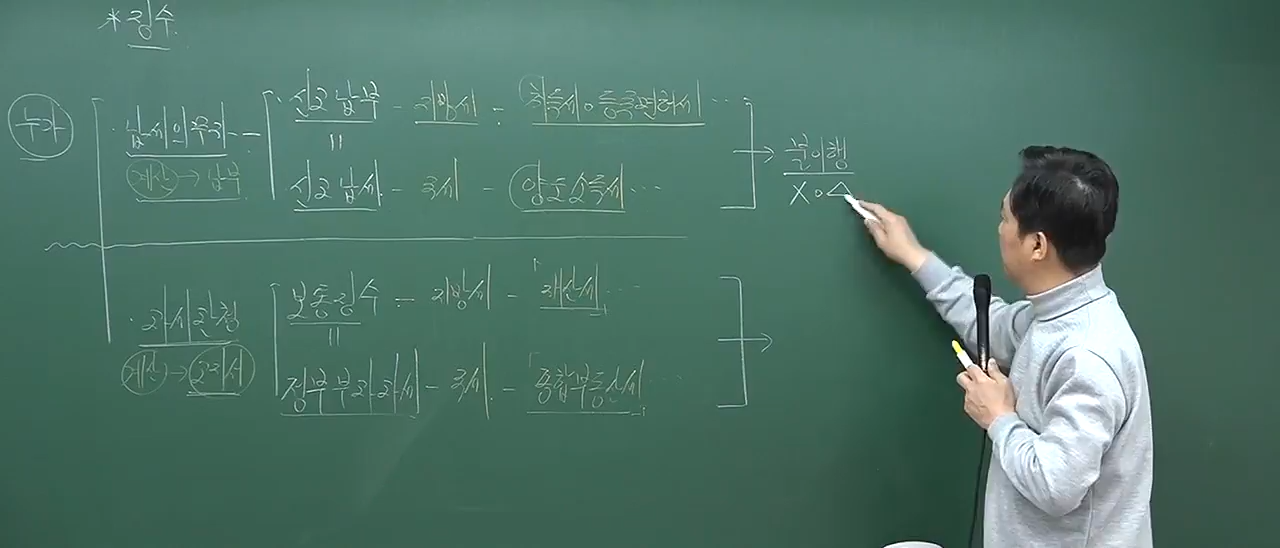 * 징수
부과
· 납세의무자 — 신고납부 - 지방세 : 취득세 ◦ 등록면허세 …
계산 → 납부 =
신고납세 - 국세 - 양도소득세 …
불이행
X ◦ △
· 과세관청 보통징수 - 지방세 - 「재산세」 …
계산 → 고지서 =
정부부과과세 - 국세 - 「종합부동산세」 …